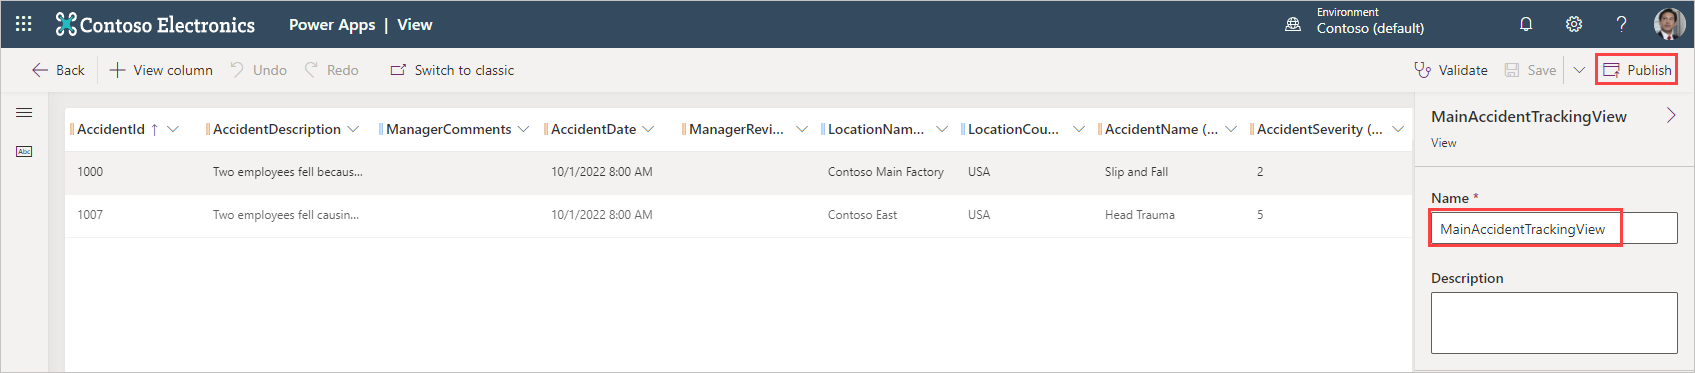 Contoso Electronics Power Apps | View Environment Contoso (default) ?
Back View column Undo Redo Switch to classic Validate Save Publish
Abc
AccidentId ↑ AccidentDescription ManagerComments AccidentDate ManagerRevi... LocationNam... LocationCou... AccidentName (... AccidentSeverity (...
1000 Two employees fell becaus... 10/1/2022 8:00 AM Contoso Main Factory USA Slip and Fall 2
1007 Two employees fell causin... 10/1/2022 8:00 AM Contoso East USA Head Trauma 5
MainAccidentTrackingView
View
Name *
MainAccidentTrackingView
Description